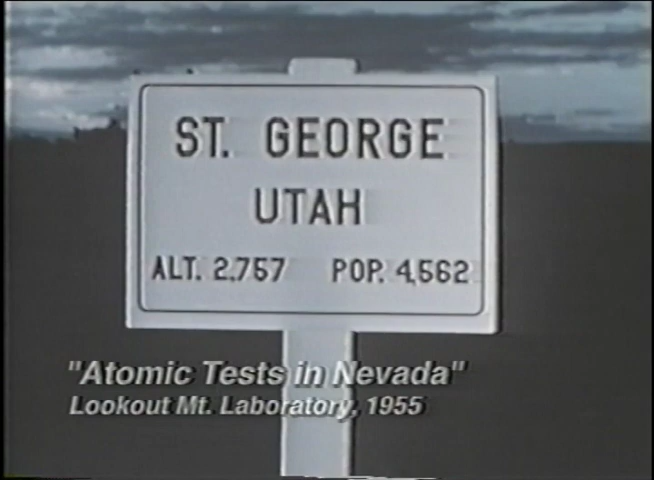 ST. GEORGE
UTAH
ALT. 2,757 POP. 4,562
"Atomic Tests in Nevada"
Lookout Mt. Laboratory, 1955